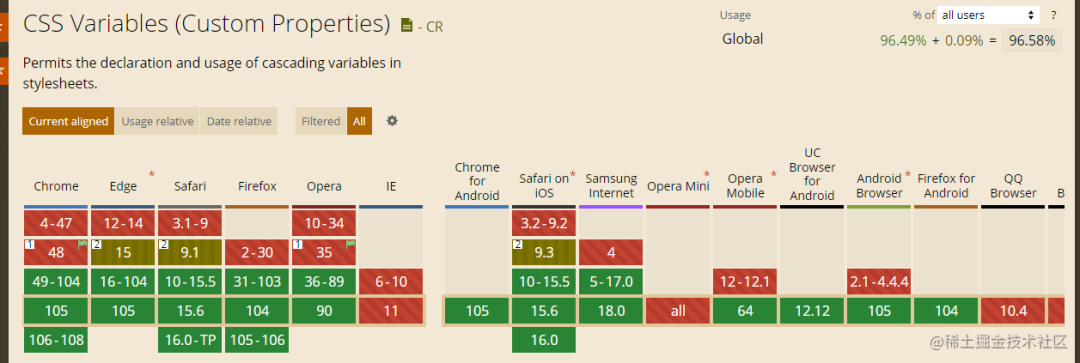 CSS Variables (Custom Properties) - CR
Usage % of all users ?
Global 96.49% + 0.09% = 96.58%
Permits the declaration and usage of cascading variables in
stylesheets.
Current aligned Usage relative Date relative Filtered All
Chrome Edge * Safari Firefox Opera IE
Chrome for Android Safari on iOS * Samsung Internet Opera Mini * Opera Mobile * UC Browser for Android Android Browser * Firefox for Android QQ Browser B
4-47 12-14 3.1-9 10-34 3.2-9.2
1 48 2 15 2 9.1 2-30 1 35 2 9.3 4
49-104 16-104 10-15.5 31-103 36-89 6-10 10-15.5 5-17.0 12-12.1 2.1-4.4.4
105 105 15.6 104 90 11 105 15.6 18.0 all 64 12.12 105 104 10.4
106-108 16.0-TP 105-106 16.0
@稀土掘金技术社区